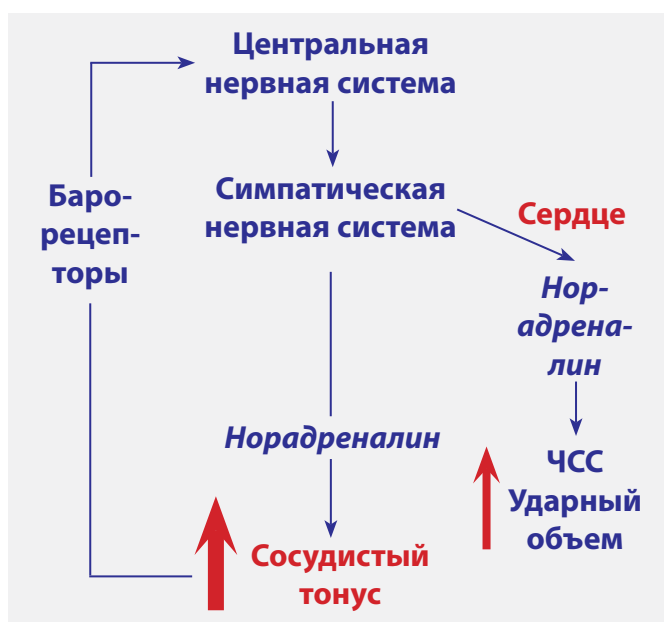 Центральная
нервная система
Симпатическая
нервная система
Баро-
рецеп-
торы
Сердце
Нор-
адрена-
лин
Норадреналин
ЧСС
Ударный
объем
Сосудистый
тонус